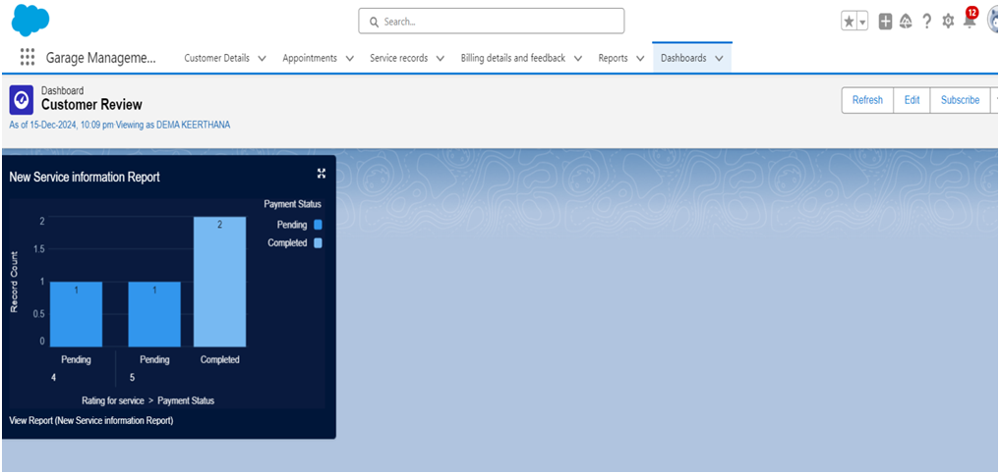 Search...
12
Garage Manageme...
Customer Details
Appointments
Service records
Billing details and feedback
Reports
Dashboards
Dashboard
Customer Review
As of 15-Dec-2024, 10:09 pm·Viewing as DEMA KEERTHANA
Refresh
Edit
Subscribe
New Service information Report
Payment Status
Pending
Completed
Record Count
2
1.5
1
0.5
0
1
1
2
Pending
Pending
Completed
4
5
Rating for service > Payment Status
View Report (New Service information Report)